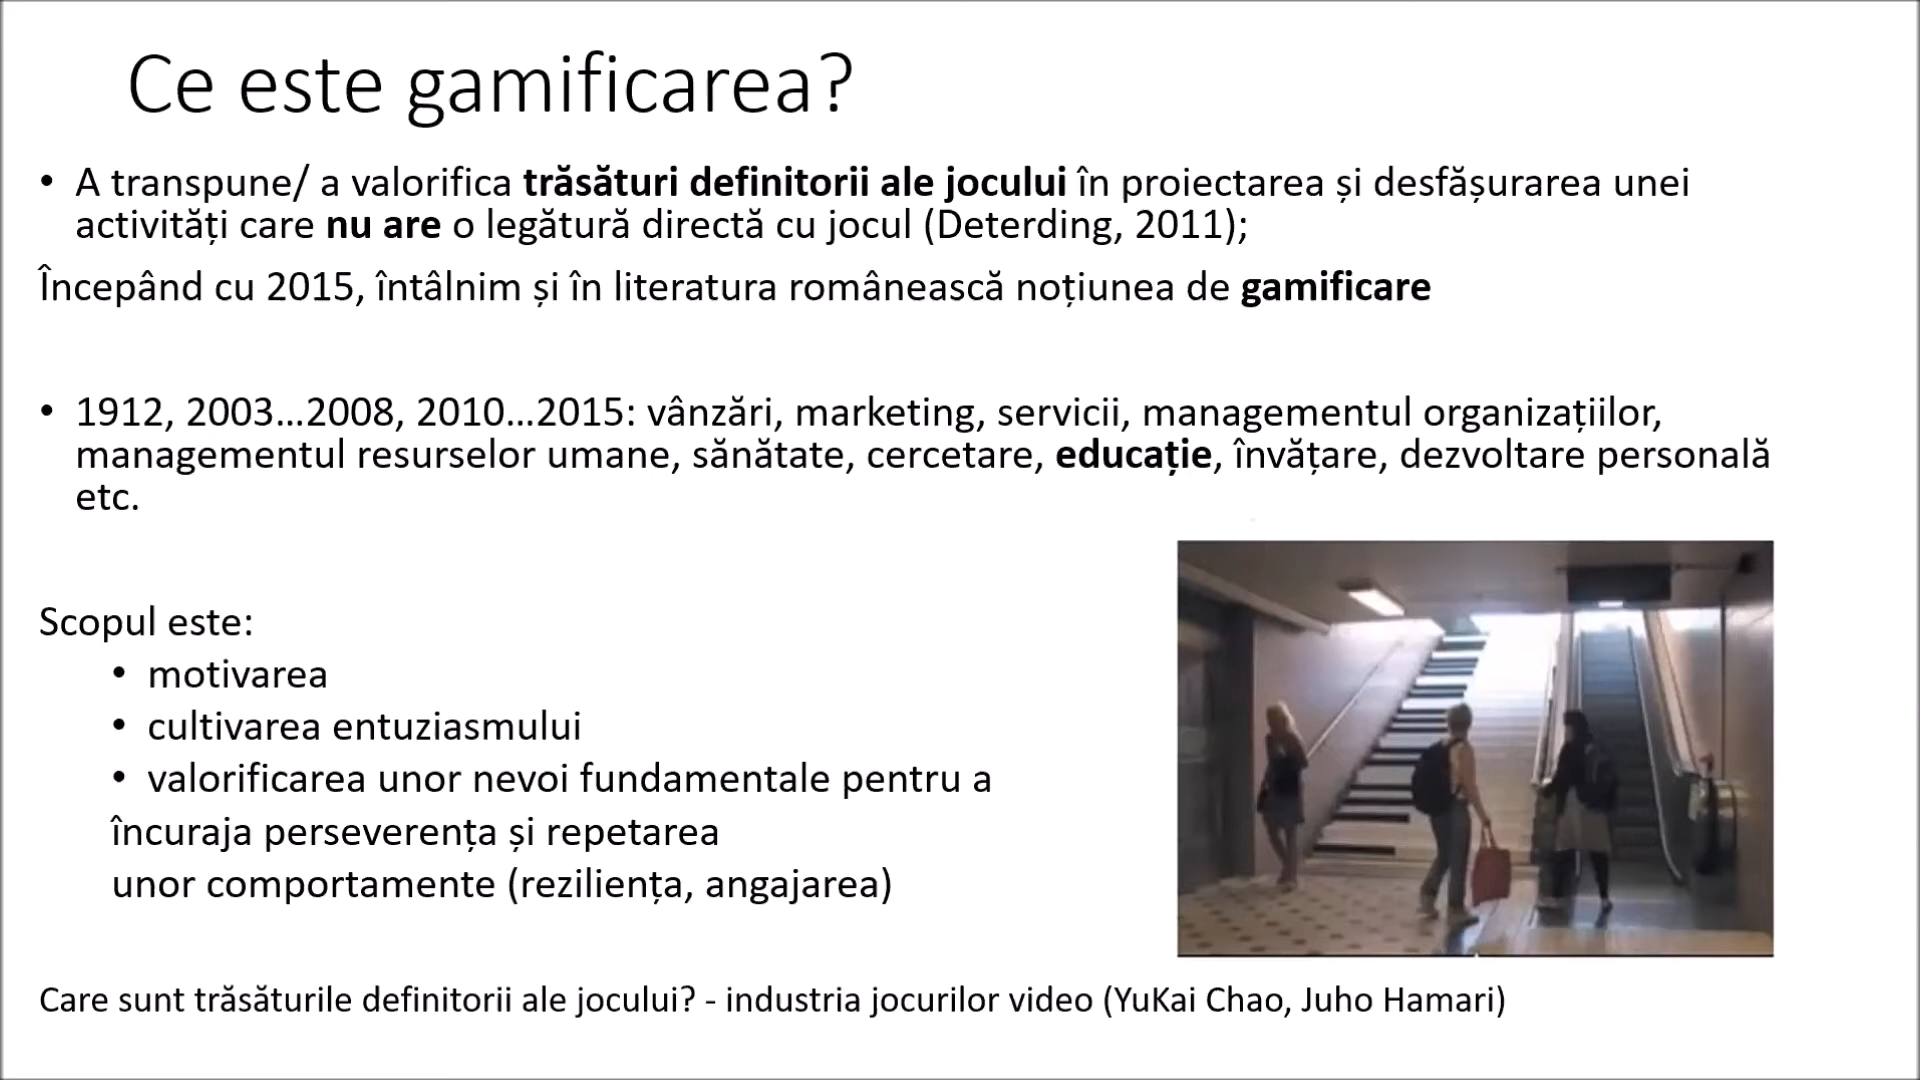 Ce este gamificarea?
• A transpune/ a valorifica trăsături definitorii ale jocului în proiectarea și desfășurarea unei
activități care nu are o legătură directă cu jocul (Deterding, 2011);
Începând cu 2015, întâlnim și în literatura românească noțiunea de gamificare
• 1912, 2003…2008, 2010…2015: vânzări, marketing, servicii, managementul organizațiilor,
managementul resurselor umane, sănătate, cercetare, educație, învățare, dezvoltare personală
etc.
Scopul este:
• motivarea
• cultivarea entuziasmului
• valorificarea unor nevoi fundamentale pentru a
încuraja perseverența și repetarea
unor comportamente (reziliența, angajarea)
Care sunt trăsăturile definitorii ale jocului? - industria jocurilor video (YuKai Chao, Juho Hamari)